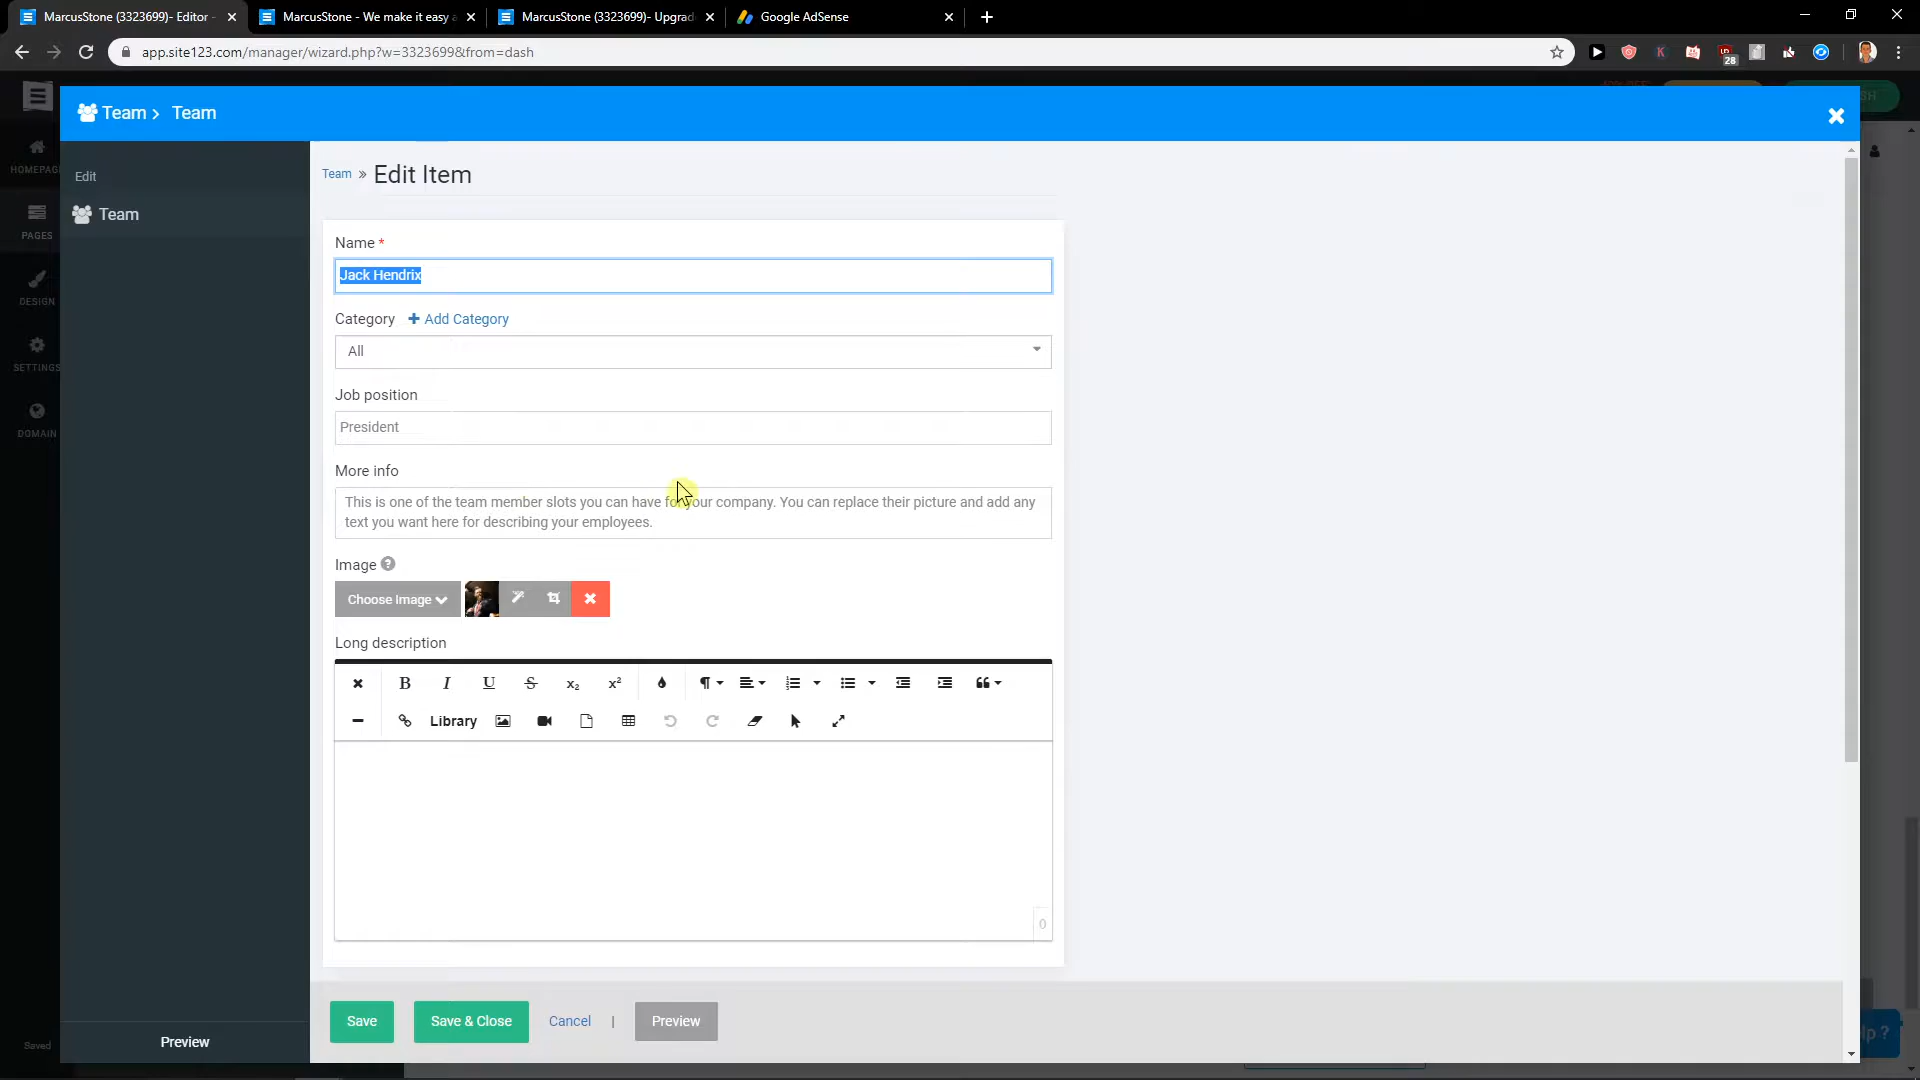 MarcusStone (3323699)- Editor -
MarcusStone - We make it easy a
MarcusStone (3323699)- Upgrad
Google AdSense
app.site123.com/manager/wizard.php?w=3323699&from=dash
28
Team > Team
HOMEPAG
PAGES
DESIGN
SETTINGS
DOMAIN
Saved
Edit
Team
Preview
Team » Edit Item
Name *
Jack Hendrix
Category + Add Category
All
Job position
President
More info
This is one of the team member slots you can have for your company. You can replace their picture and add any
text you want here for describing your employees.
Image ?
Choose Image
Long description
B I U S x₂ x²
Library
0
Save
Save & Close
Cancel
|
Preview
lp ?